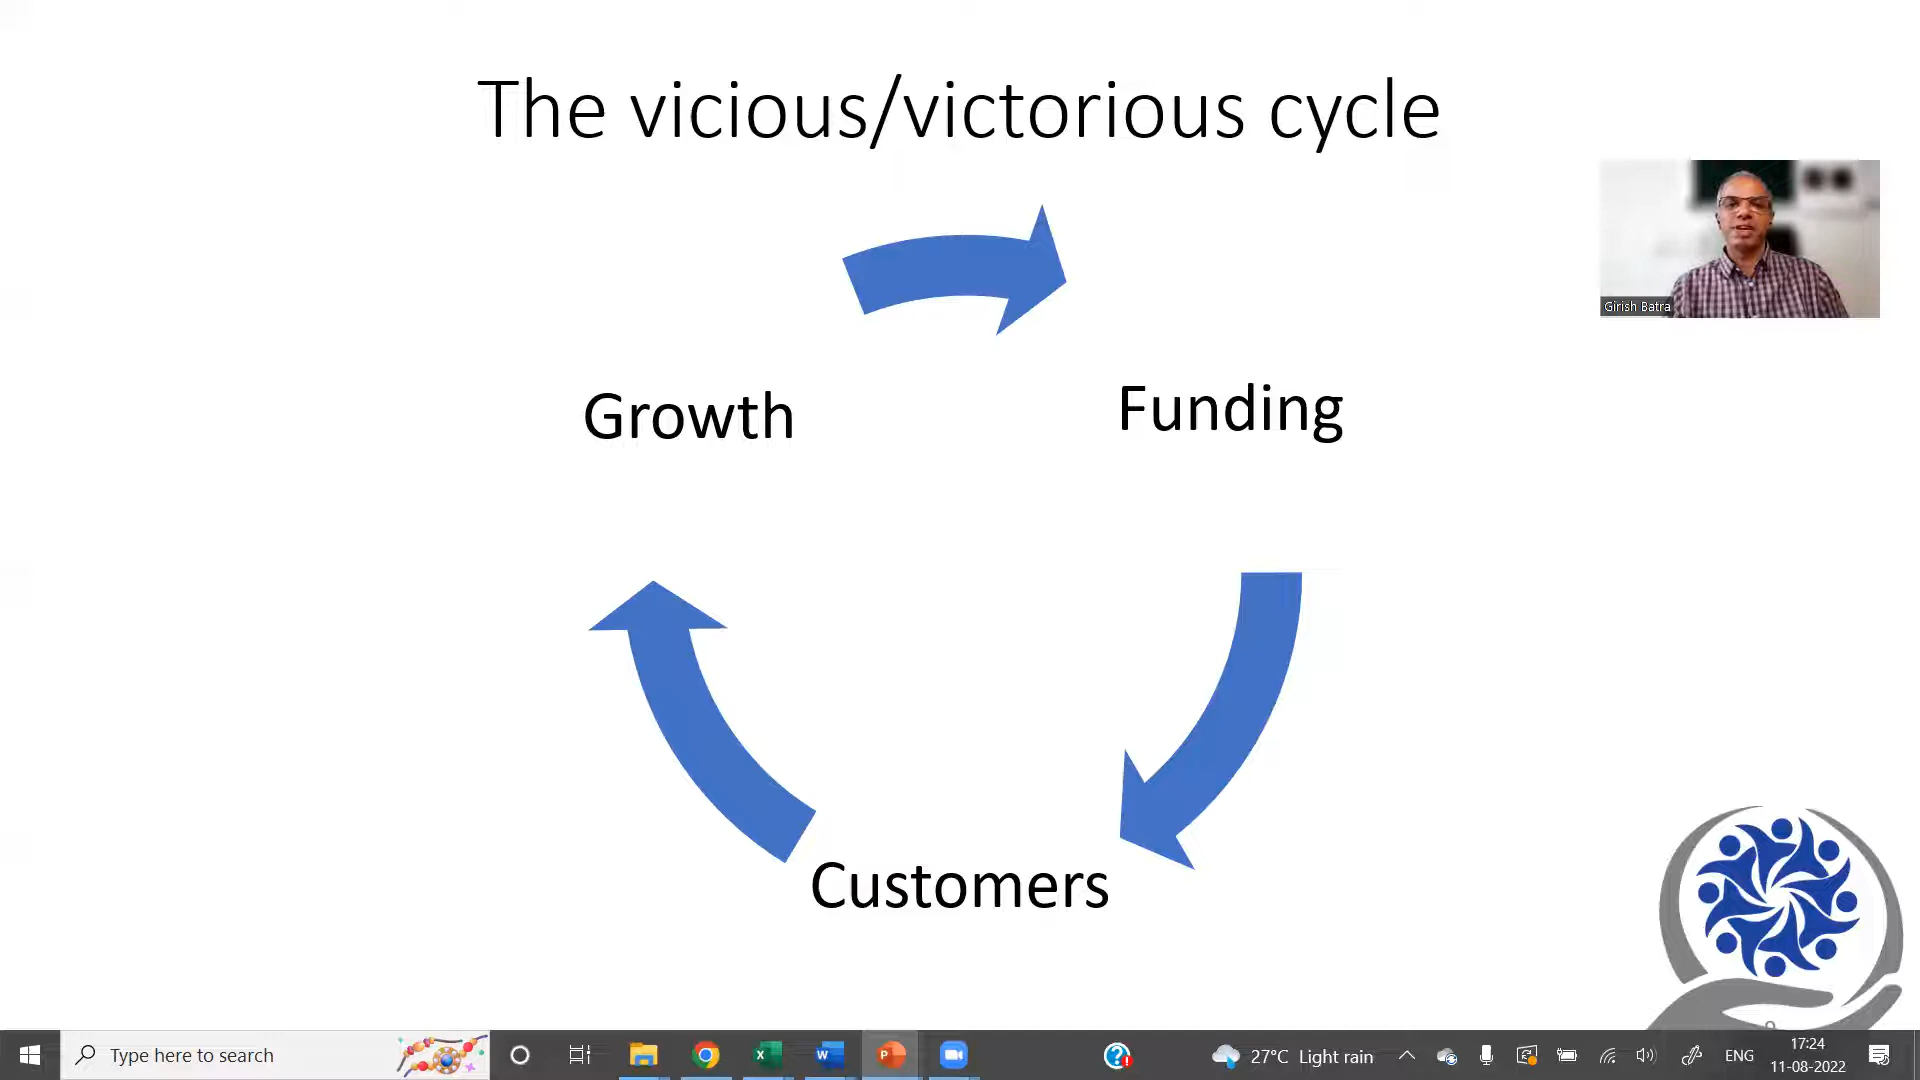 The vicious/victorious cycle
Girish Batra
Growth
Funding
Customers
Type here to search
27°C Light rain
ENG
17:24
11-08-2022